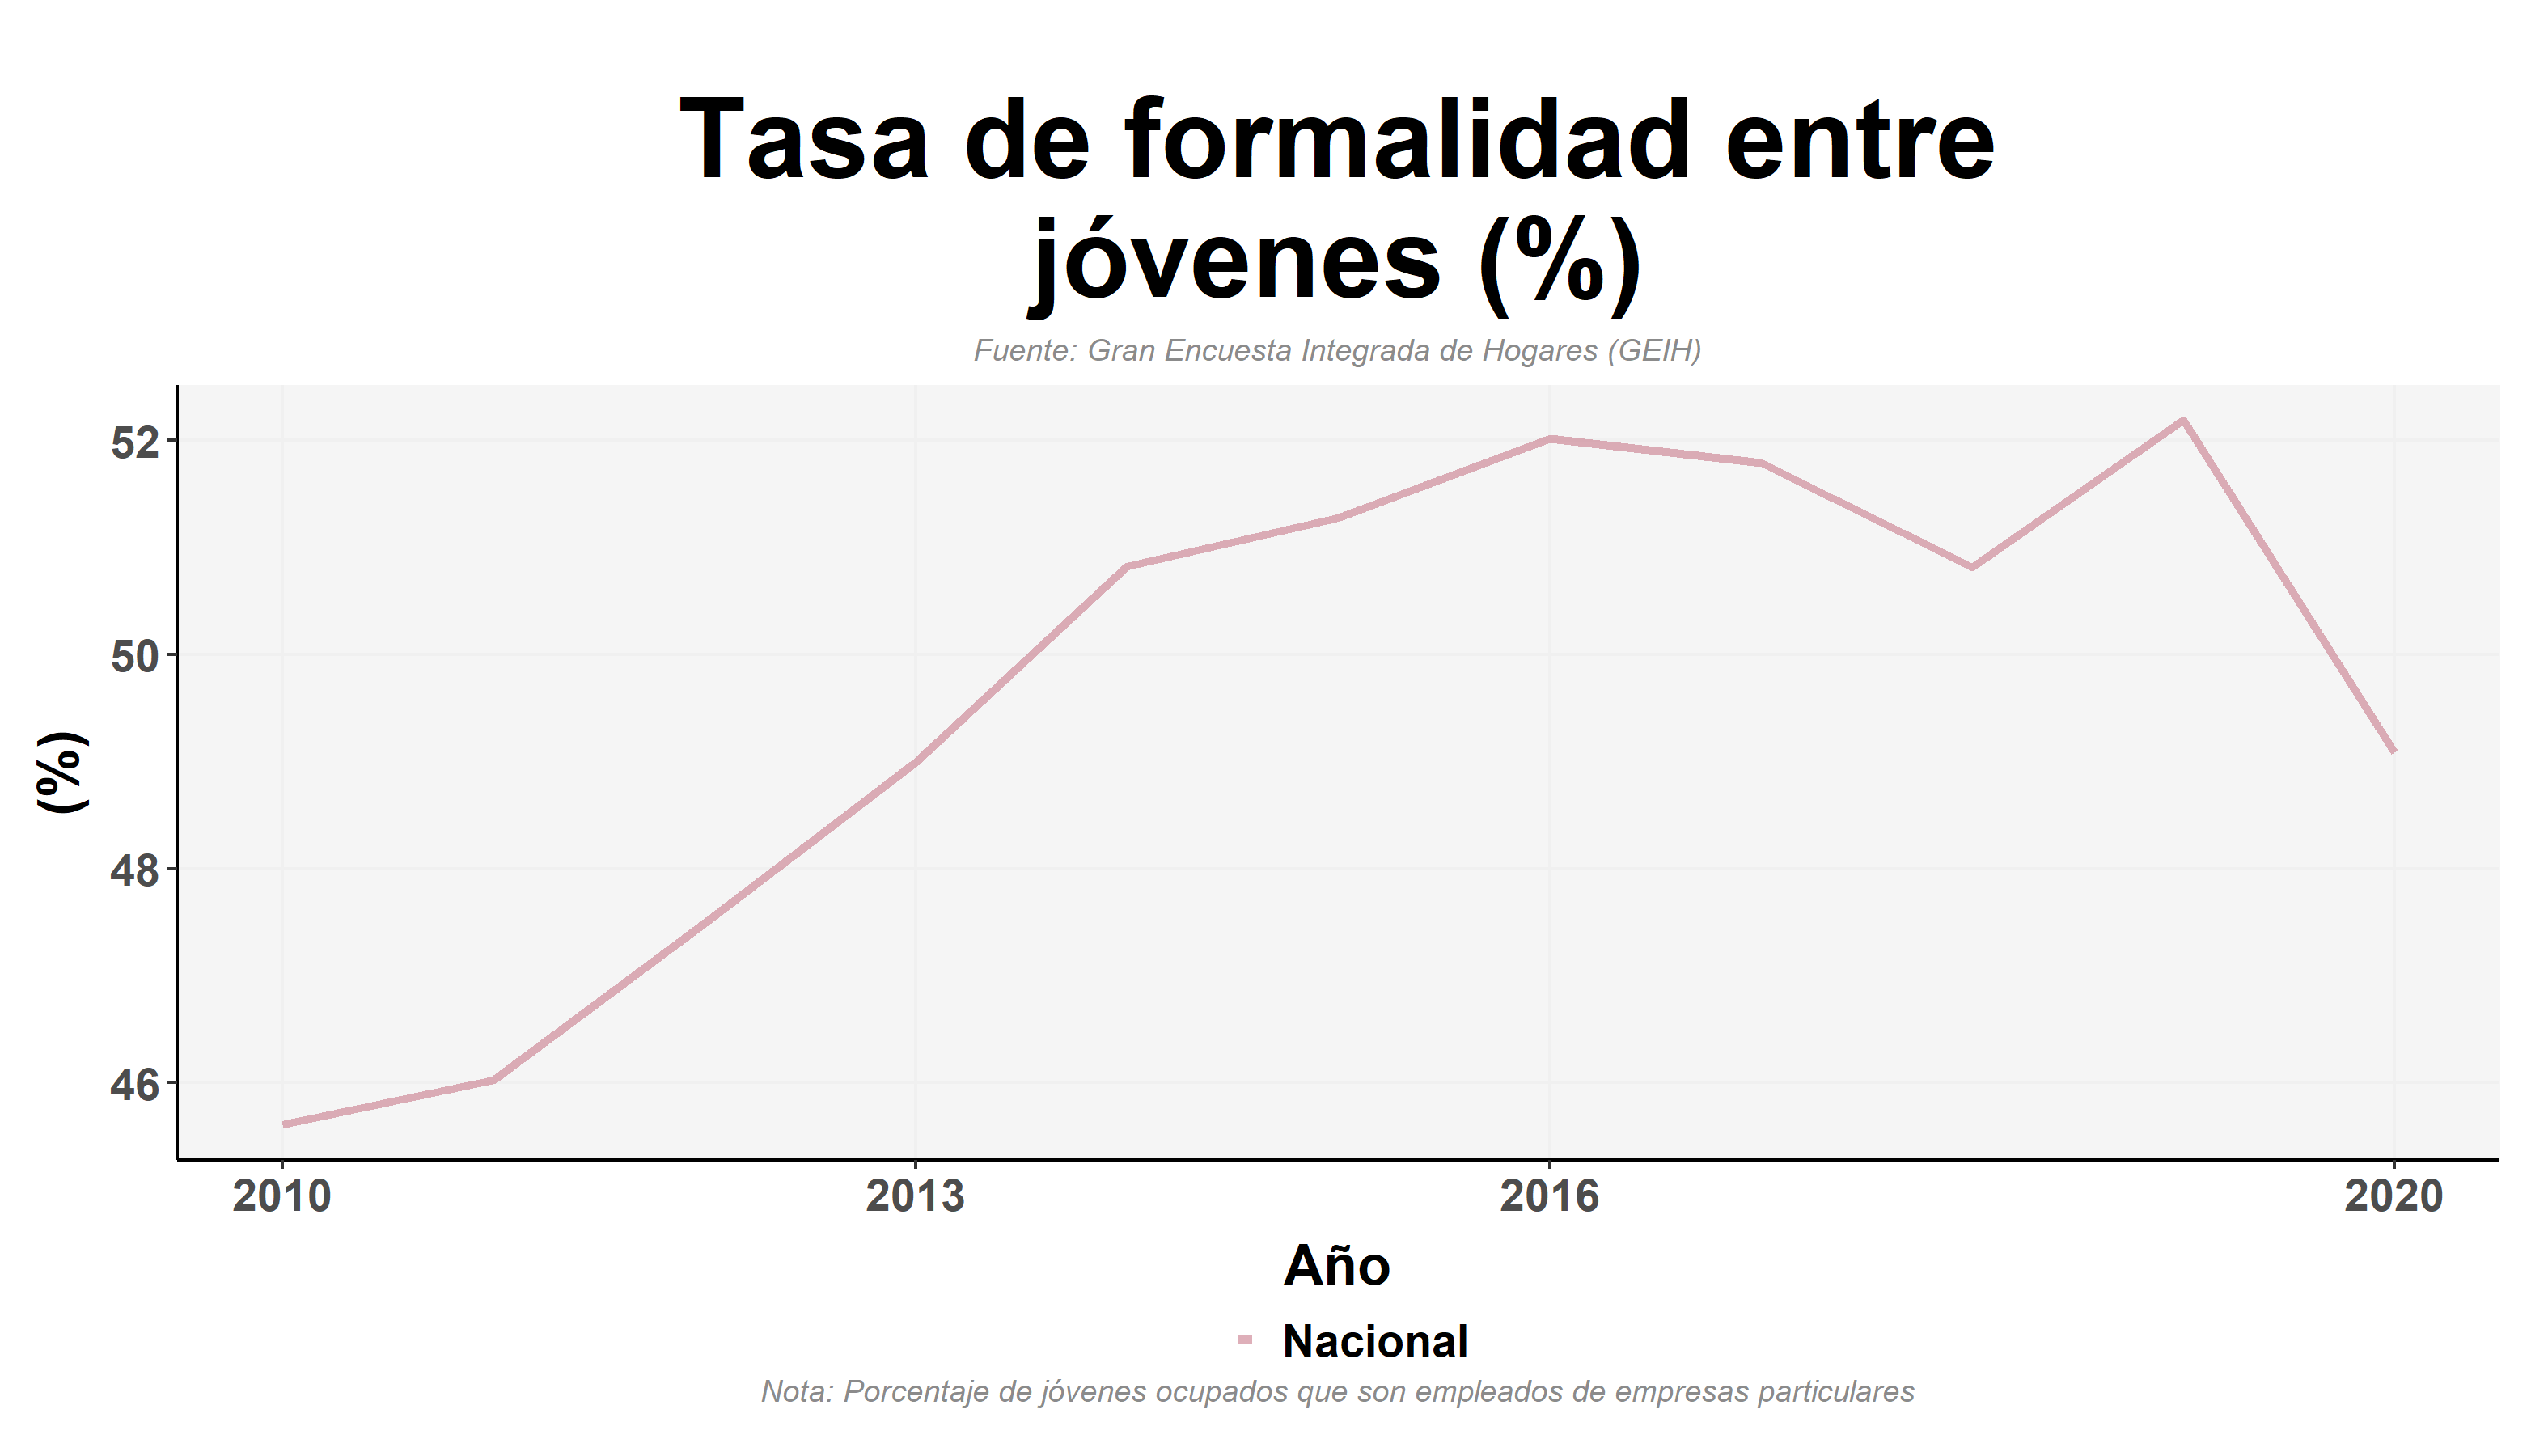 Tasa de formalidad entre
jóvenes (%)
Fuente: Gran Encuesta Integrada de Hogares (GEIH)
52
50
48
46
(%)
2010 2013 2016 2020
Año
Nacional
Nota: Porcentaje de jóvenes ocupados que son empleados de empresas particulares